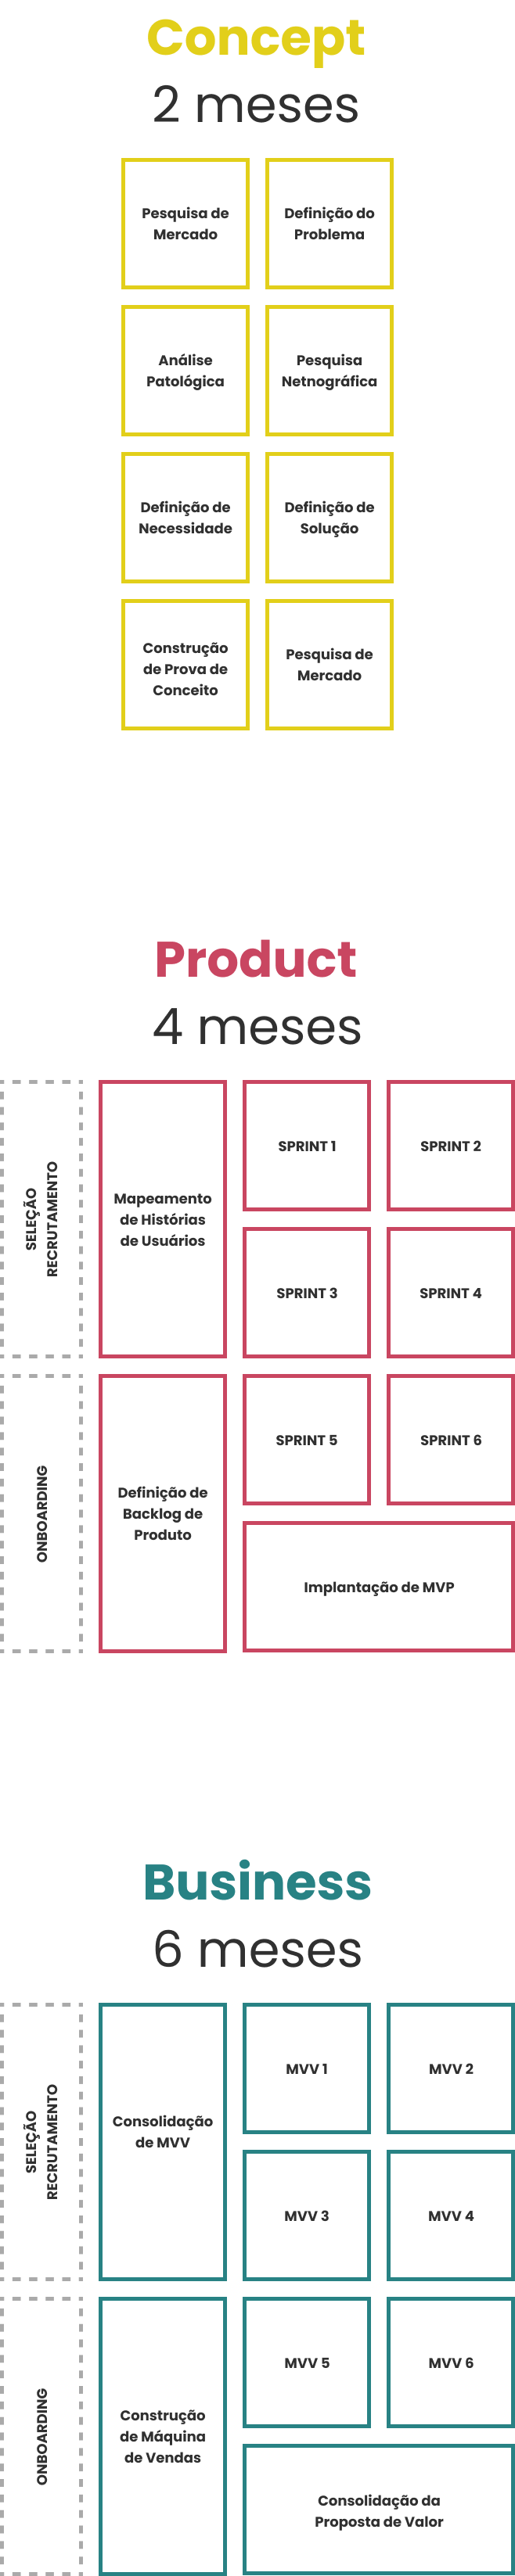 Concept
2 meses
Pesquisa de
Mercado
Definição do
Problema
Análise
Patológica
Pesquisa
Netnográfica
Definição de
Necessidade
Definição de
Solução
Construção
de Prova de
Conceito
Pesquisa de
Mercado
Product
4 meses
SELEÇÃO
RECRUTAMENTO
Mapeamento
de Histórias
de Usuários
SPRINT 1
SPRINT 2
SPRINT 3
SPRINT 4
ONBOARDING
Definição de
Backlog de
Produto
SPRINT 5
SPRINT 6
Implantação de MVP
Business
6 meses
SELEÇÃO
RECRUTAMENTO
Consolidação
de MVV
MVV 1
MVV 2
MVV 3
MVV 4
ONBOARDING
Construção
de Máquina
de Vendas
MVV 5
MVV 6
Consolidação da
Proposta de Valor